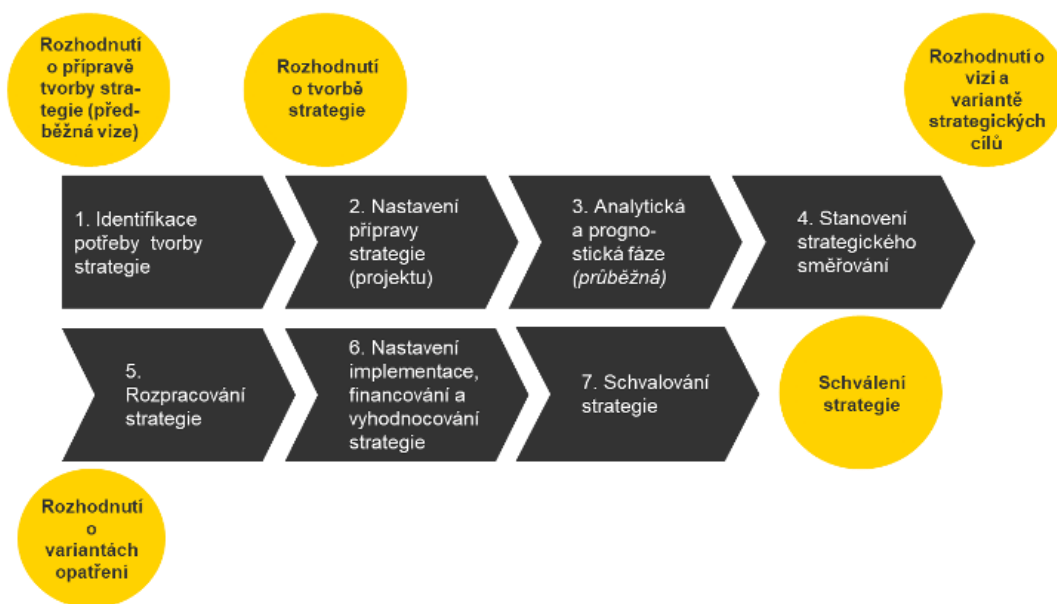 Rozhodnutí
o přípravě
tvorby stra-
tegie (před-
běžná vize)
Rozhodnutí
o tvorbě
strategie
Rozhodnutí o
vizi a
variantě
strategických
cílů
1. Identifikace
potřeby tvorby
strategie
2. Nastavení
přípravy
strategie
(projektu)
3. Analytická
a progno-
stická fáze
(průběžná)
4. Stanovení
strategického
směřování
5.
Rozpracování
strategie
6. Nastavení
implementace,
financování a
vyhodnocování
strategie
7. Schvalování
strategie
Schválení
strategie
Rozhodnutí
o
variantách
opatření